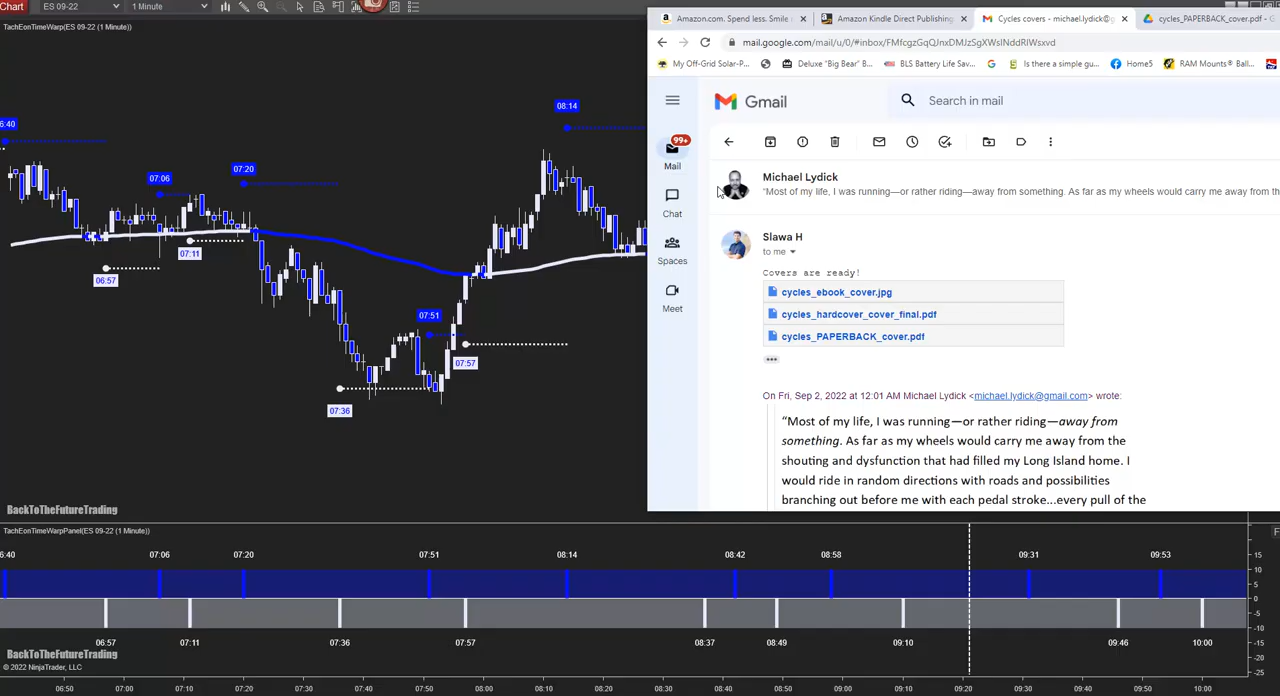 Chart
ES 09-22
1 Minute
TachEonTimeWarp(ES 09-22 (1 Minute))
6:40
07:06
07:20
08:14
06:57
07:11
07:51
07:57
07:36
BackToTheFutureTrading
Amazon.com. Spend less. Smile
Amazon Kindle Direct Publishing
Cycles covers - michael.lydick@g
cycles_PAPERBACK_cover.pdf - G
mail.google.com/mail/u/0/#inbox/
My Off-Grid Solar-P...
Deluxe "Big Bear" B...
BLS Battery Life Sav...
Is there a simple gu...
Home5
RAM Mounts® Ball...
Gmail
Search in mail
99+
Mail
Chat
Spaces
Meet
Michael Lydick
"Most of my life, I was running—or rather riding—away from something. As far as my wheels would carry me away from th
Slawa H
to me
Covers are ready!
cycles_ebook_cover.jpg
cycles_hardcover_cover_final.pdf
cycles_PAPERBACK_cover.pdf
On Fri, Sep 2, 2022 at 12:01 AM Michael Lydick <michael.lydick@gmail.com> wrote:
“Most of my life, I was running—or rather riding—away from
something. As far as my wheels would carry me away from the
shouting and dysfunction that had filled my Long Island home. I
would ride in random directions with roads and possibilities
branching out before me with each pedal stroke...every pull of the
TachEonTimeWarpPanel(ES 09-22 (1 Minute))
F
6:40 07:06 07:20 07:51 08:14 08:42 08:58 09:31 09:53
06:57 07:11 07:36 07:57 08:37 08:49 09:10 09:46 10:00
15
10
5
0
-5
-10
-15
-20
-25
BackToTheFutureTrading
© 2022 NinjaTrader, LLC
06:50 07:00 07:10 07:20 07:30 07:40 07:50 08:00 08:10 08:20 08:30 08:40 08:50 09:00 09:10 09:20 09:30 09:40 09:50 10:00